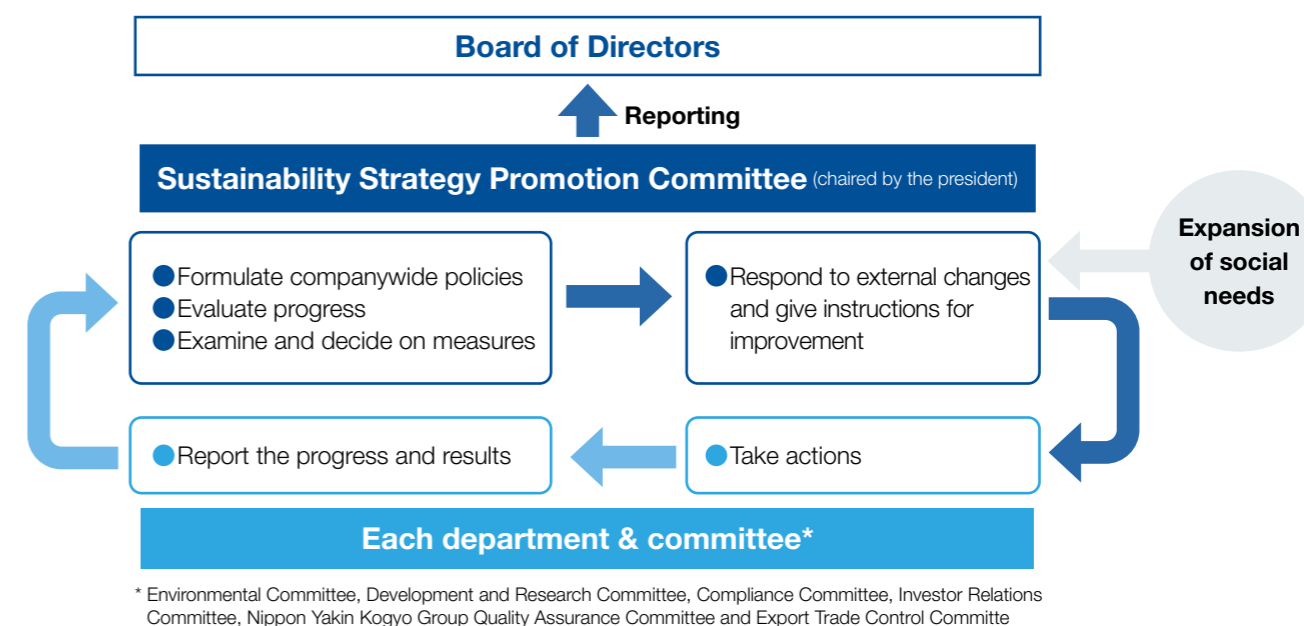 Board of Directors
Reporting
Sustainability Strategy Promotion Committee (chaired by the president)
●Formulate companywide policies
●Evaluate progress
●Examine and decide on measures
●Respond to external changes
and give instructions for
improvement
Expansion
of social
needs
●Report the progress and results
●Take actions
Each department & committee*
* Environmental Committee, Development and Research Committee, Compliance Committee, Investor Relations
Committee, Nippon Yakin Kogyo Group Quality Assurance Committee and Export Trade Control Committe